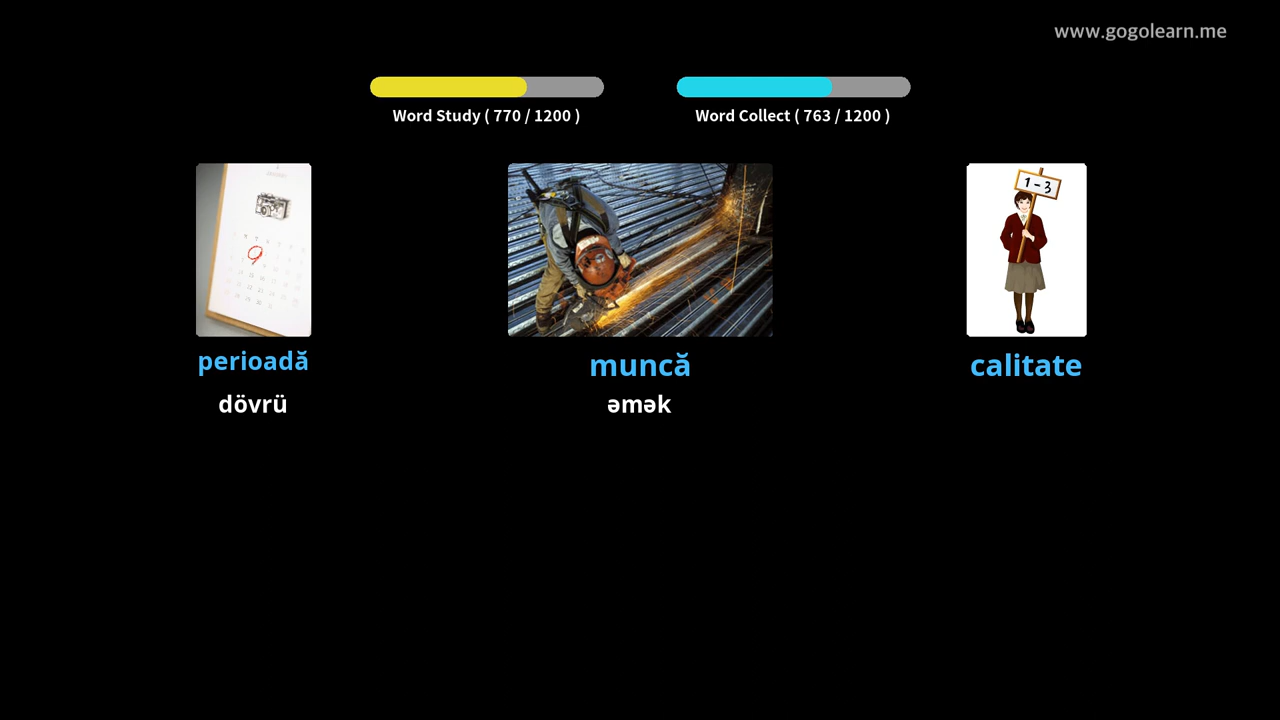 www.gogolearn.me
Word Study ( 770 / 1200 )
Word Collect ( 763 / 1200 )
1 - 3
perioadă
muncă
calitate
dövrü
əmək